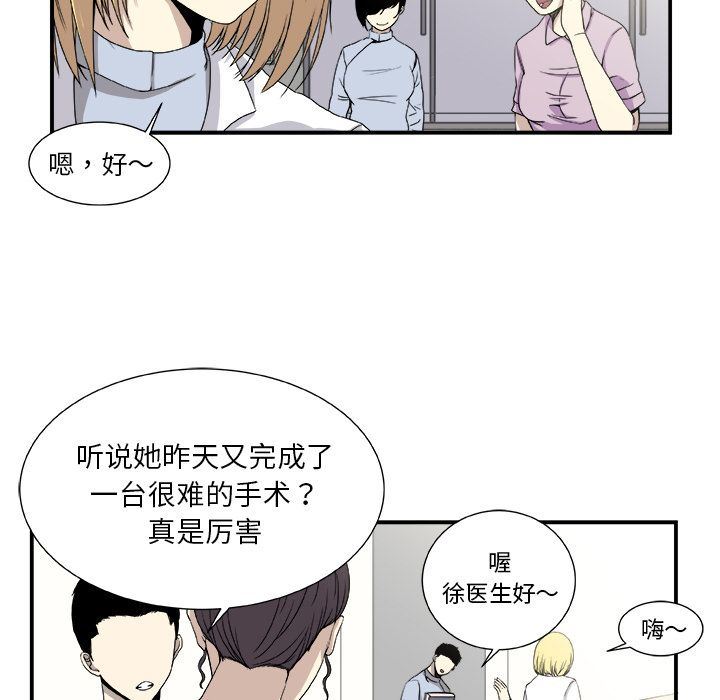 嗯，好～
听说她昨天又完成了
一台很难的手术？
真是厉害
喔
徐医生好～
嗨～